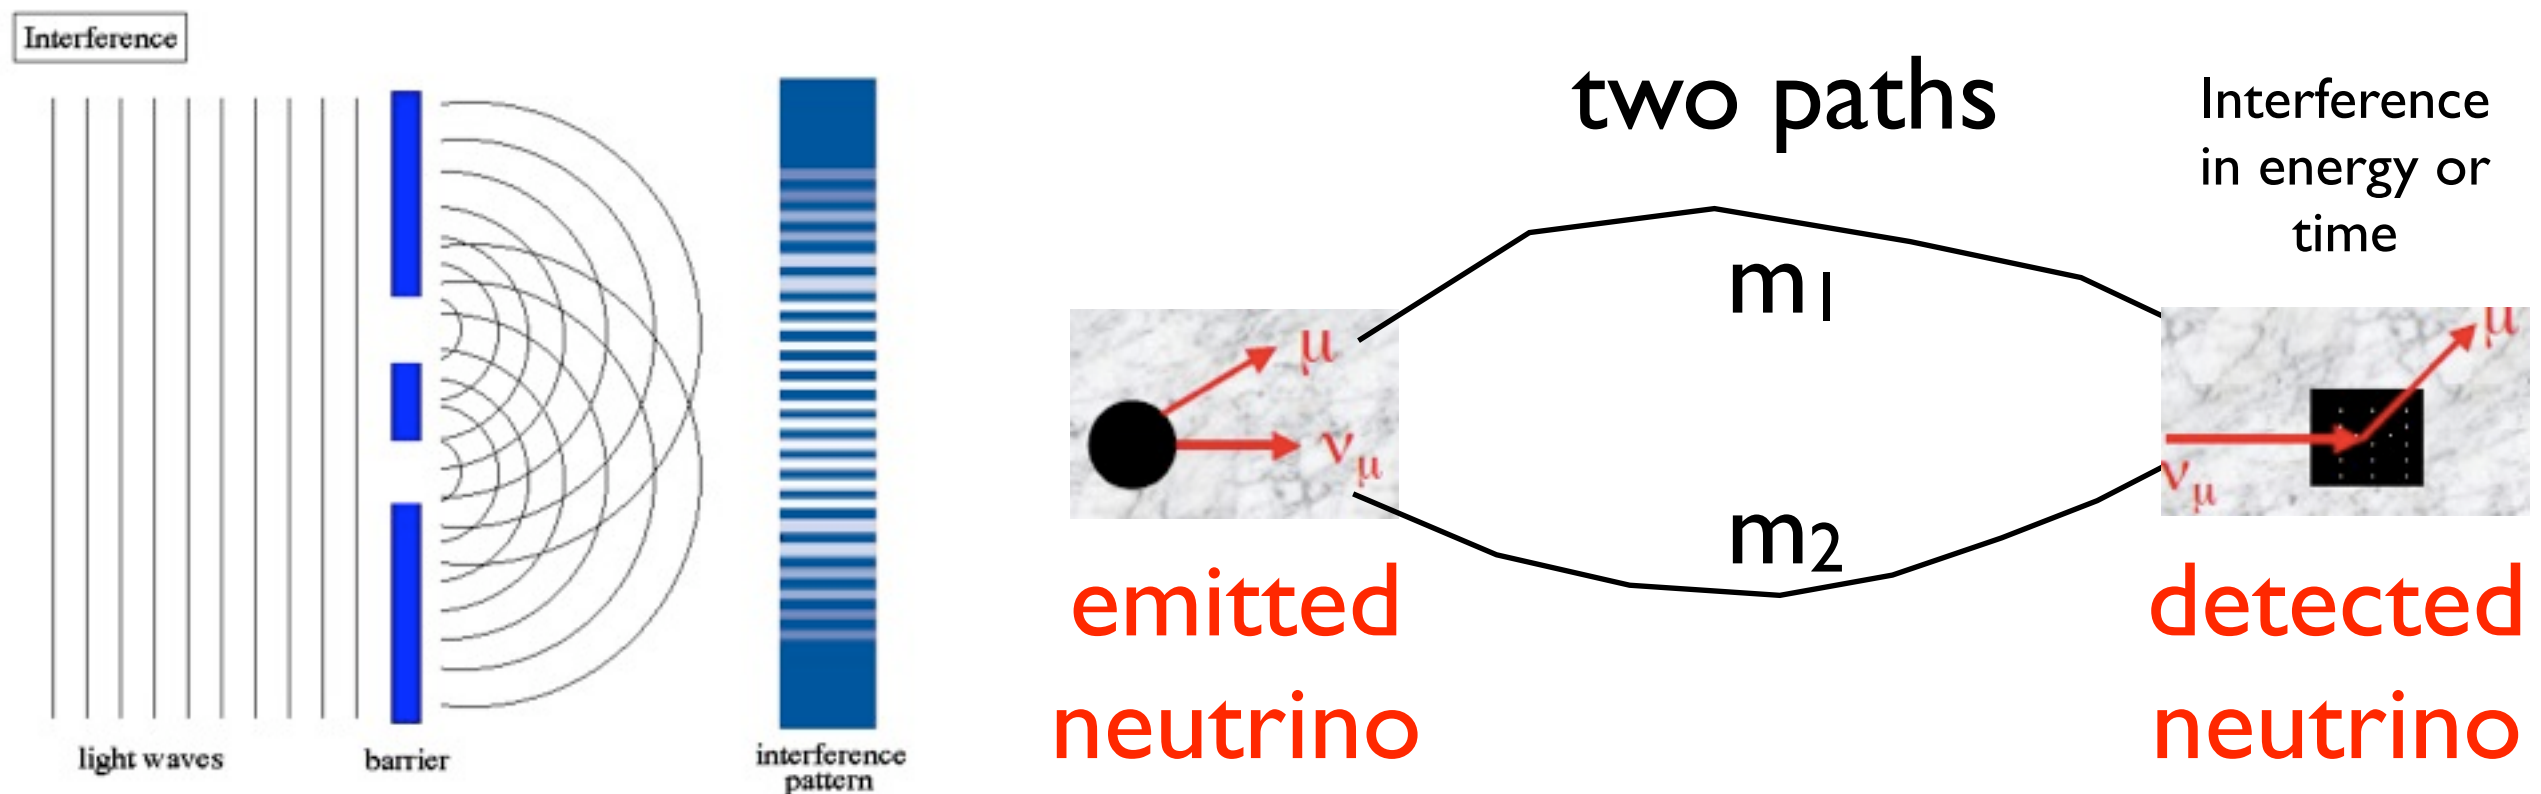 Interference
light waves
barrier
interference
pattern
two paths
Interference
in energy or
time
m1
m2
μ
νμ
emitted
neutrino
μ
νμ
detected
neutrino